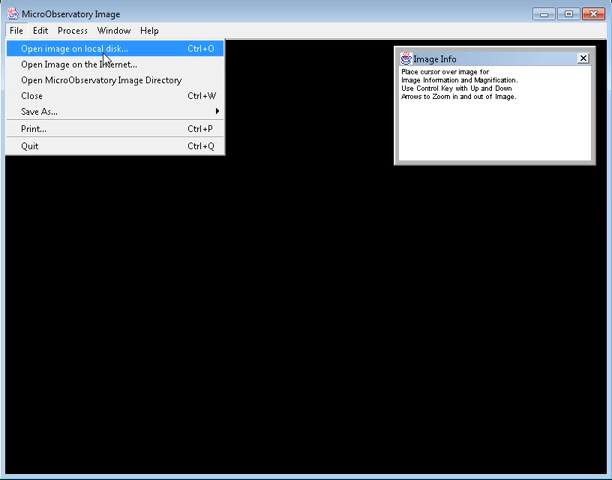 MicroObservatory Image
File Edit Process Window Help
Open image on local disk... Ctrl+O
Open Image on the Internet...
Open MicroObservatory Image Directory
Close Ctrl+W
Save As...
Print... Ctrl+P
Quit Ctrl+Q
Image Info
Place cursor over image for
Image Information and Magnification.
Use Control Key with Up and Down
Arrows to Zoom in and out of Image.